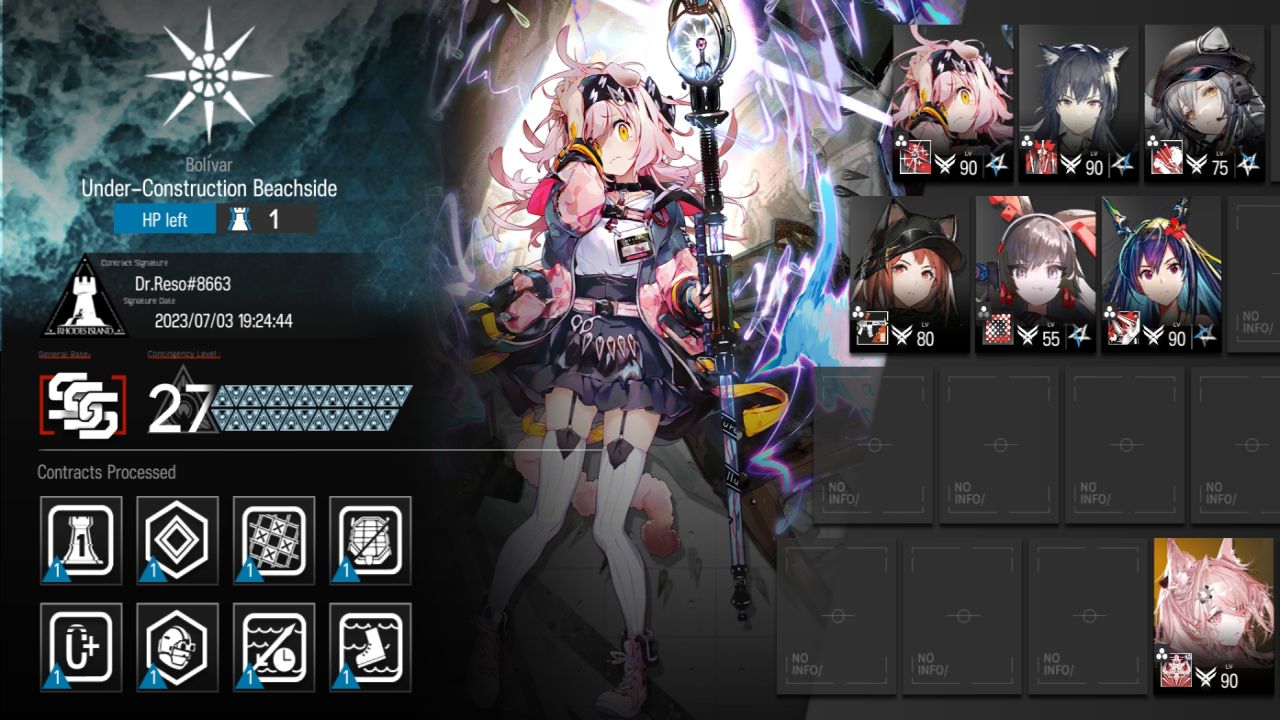 Bolívar
Under-Construction Beachside
HP left
1
Contract Signature
Dr.Reso#8663
Signature Date
2023/07/03 19:24:44
RHODES ISLAND
General Rate:
Contingency Level:
27
Contracts Processed
1
1 1 1 1
1 1 1 1
LV
90
LV
90
LV
75
LV
80
LV
55
LV
90
NO
INFO/
NO
INFO/
NO
INFO/
NO
INFO/
NO
INFO/
NO
INFO/
NO
INFO/
NO
INFO/
LV
90